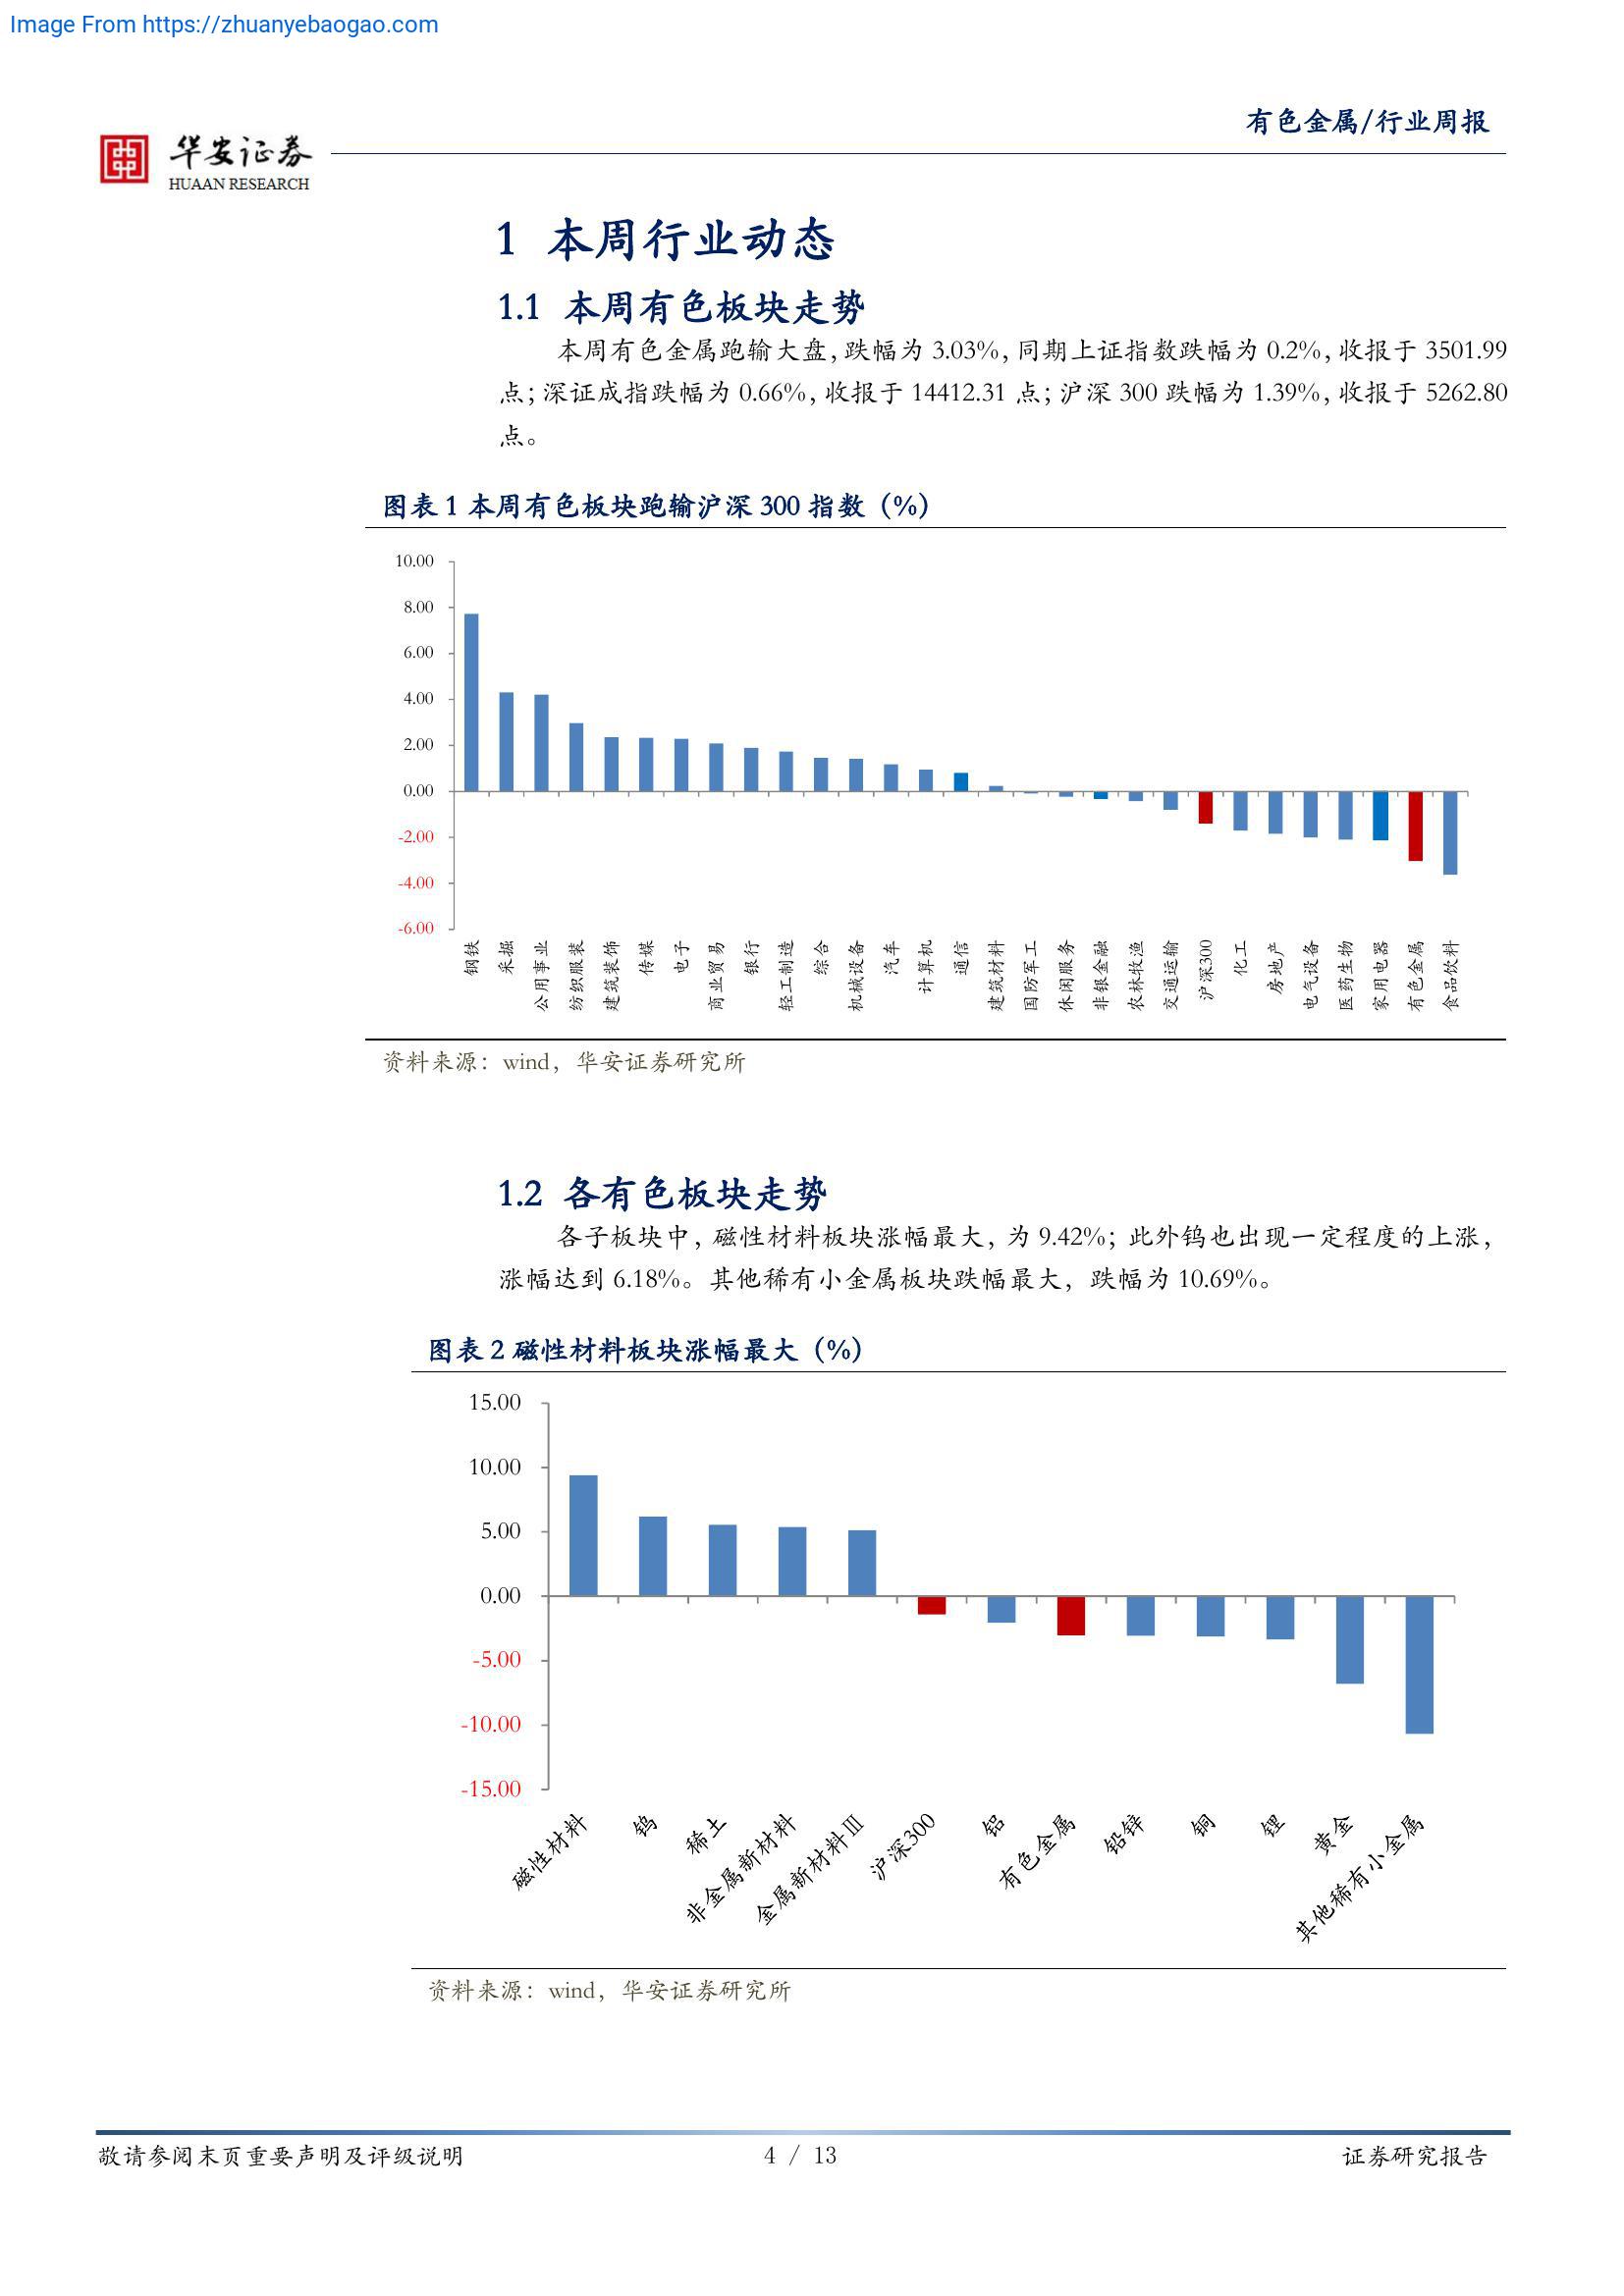 Image From https://zhuanyebaogao.com
有色金属/行业周报
华安证券
HUAAN RESEARCH
1 本周行业动态
1.1 本周有色板块走势
本周有色金属跑输大盘，跌幅为 3.03%，同期上证指数跌幅为 0.2%，收报于 3501.99
点；深证成指跌幅为 0.66%，收报于 14412.31 点；沪深 300 跌幅为 1.39%，收报于 5262.80
点。
图表 1 本周有色板块跑输沪深 300 指数（%）
10.00
8.00
6.00
4.00
2.00
0.00
-2.00
-4.00
-6.00
钢铁
采掘
公用事业
纺织服装
建筑装饰
传媒
电子
商业贸易
银行
轻工制造
综合
机械设备
汽车
计算机
通信
建筑材料
国防军工
休闲服务
非银金融
农林牧渔
交通运输
沪深300
化工
房地产
电气设备
医药生物
家用电器
有色金属
食品饮料
资料来源：wind，华安证券研究所
1.2 各有色板块走势
各子板块中，磁性材料板块涨幅最大，为 9.42%；此外钨也出现一定程度的上涨，
涨幅达到 6.18%。其他稀有小金属板块跌幅最大，跌幅为 10.69%。
图表 2 磁性材料板块涨幅最大（%）
15.00
10.00
5.00
0.00
-5.00
-10.00
-15.00
磁性材料
钨
稀土
非金属新材料
金属新材料Ⅲ
沪深300
铝
有色金属
铅锌
铜
锂
黄金
其他稀有小金属
资料来源：wind，华安证券研究所
敬请参阅末页重要声明及评级说明
4 / 13
证券研究报告